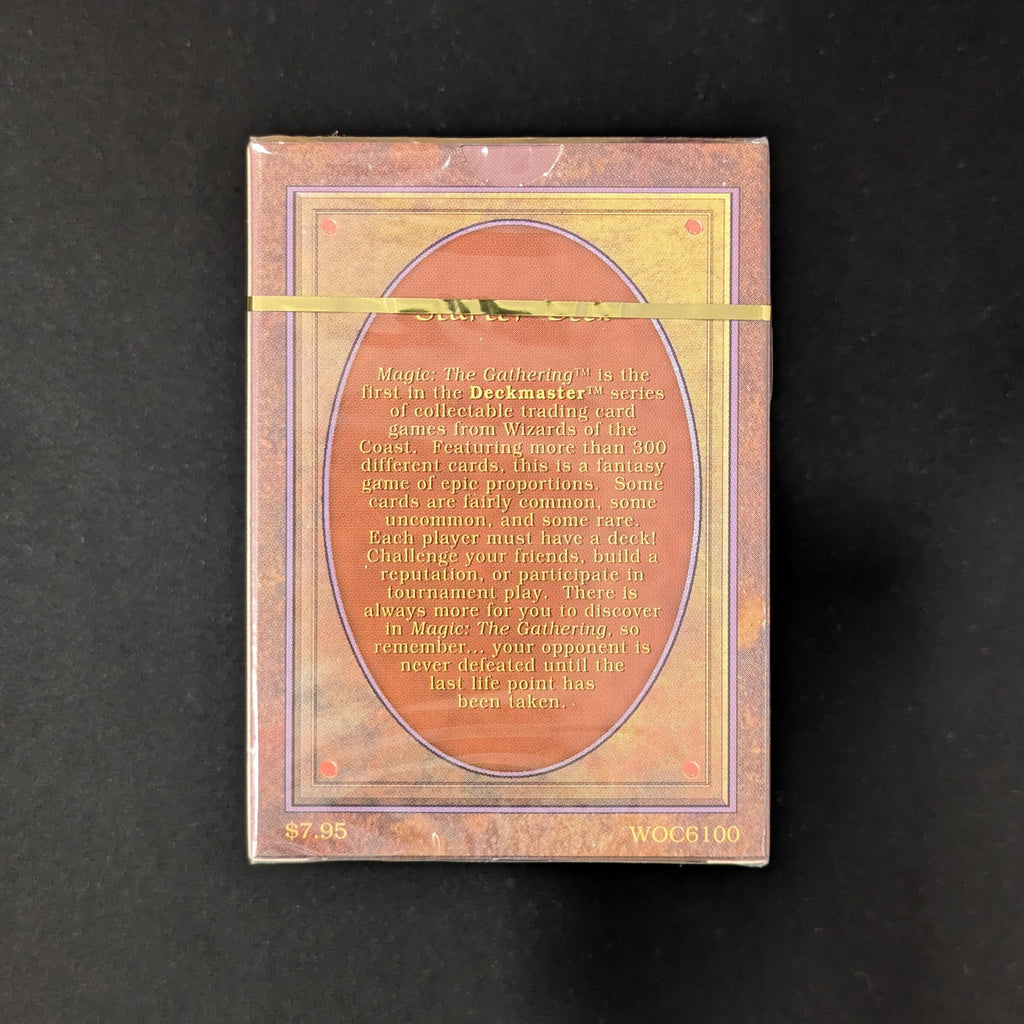 Starter Deck
Magic: The Gathering™ is the
first in the Deckmaster™ series
of collectable trading card
games from Wizards of the
Coast. Featuring more than 300
different cards, this is a fantasy
game of epic proportions. Some
cards are fairly common, some
uncommon, and some rare.
Each player must have a deck!
Challenge your friends, build a
reputation, or participate in
tournament play. There is
always more for you to discover
in Magic: The Gathering, so
remember... your opponent is
never defeated until the
last life point has
been taken.
$7.95 WOC6100